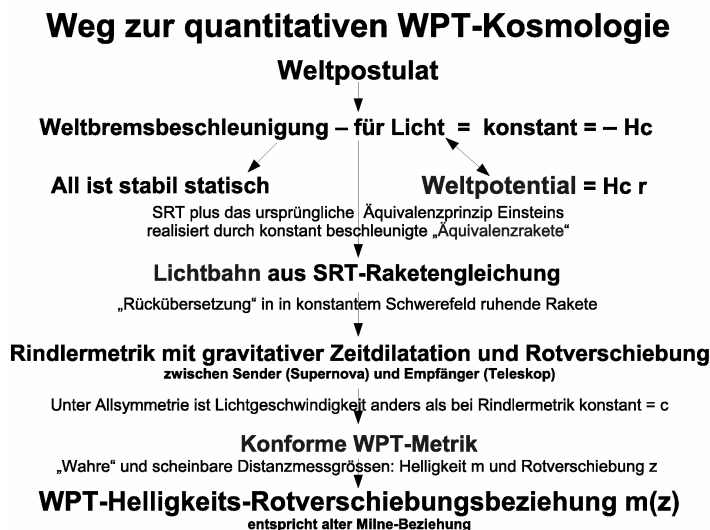 Weg zur quantitativen WPT-Kosmologie
Weltpostulat
Weltbremsbeschleunigung – für Licht = konstant = – Hc
All ist stabil statisch
Weltpotential = Hc r
SRT plus das ursprüngliche Äquivalenzprinzip Einsteins
realisiert durch konstant beschleunigte „Äquivalenzrakete“
Lichtbahn aus SRT-Raketengleichung
„Rückübersetzung“ in in konstantem Schwerefeld ruhende Rakete
Rindlermetrik mit gravitativer Zeitdilatation und Rotverschiebung
zwischen Sender (Supernova) und Empfänger (Teleskop)
Unter Allsymmetrie ist Lichtgeschwindigkeit anders als bei Rindlermetrik konstant = c
Konforme WPT-Metrik
„Wahre“ und scheinbare Distanzmessgrössen: Helligkeit m und Rotverschiebung z
WPT-Helligkeits-Rotverschiebungsbeziehung m(z)
entspricht alter Milne-Beziehung